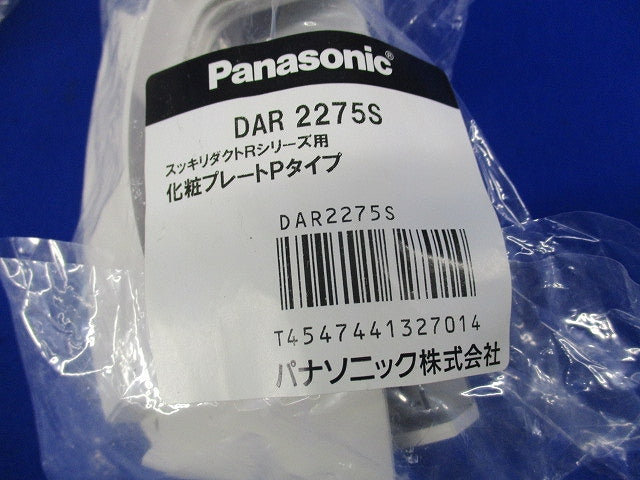 Panasonic®
DAR 2275S
スッキリダクトRシリーズ用
化粧プレートPタイプ
DAR2275S
T4547441327014
パナソニック株式会社